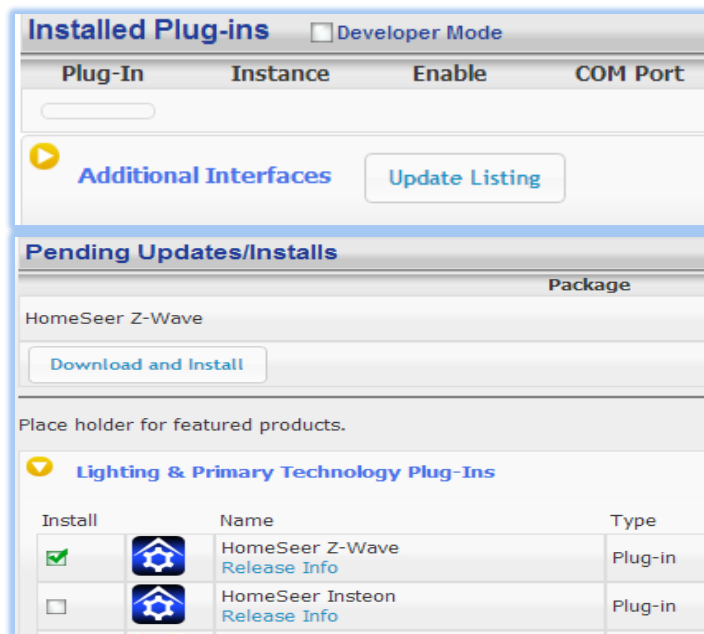 Installed Plug-ins Developer Mode
Plug-In Instance Enable COM Port
Additional Interfaces Update Listing
Pending Updates/Installs
Package
HomeSeer Z-Wave
Download and Install
Place holder for featured products.
Lighting & Primary Technology Plug-Ins
Install Name Type
HomeSeer Z-Wave
Release Info
Plug-in
HomeSeer Insteon
Release Info
Plug-in